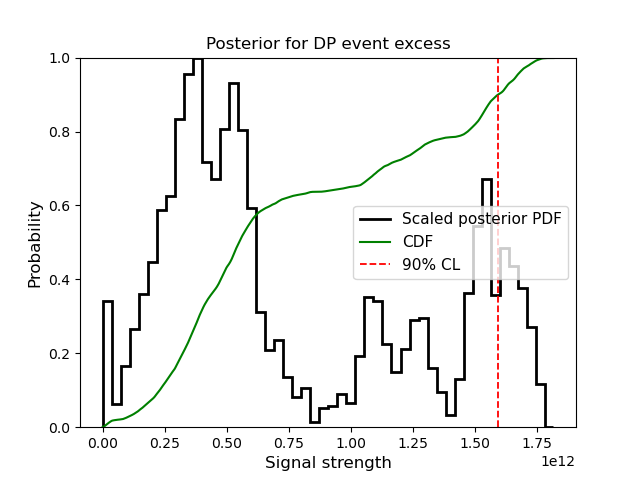 Posterior for DP event excess
Probability
1.0
0.8
0.6
0.4
0.2
0.0
Scaled posterior PDF
CDF
90% CL
0.00 0.25 0.50 0.75 1.00 1.25 1.50 1.75
1e12
Signal strength